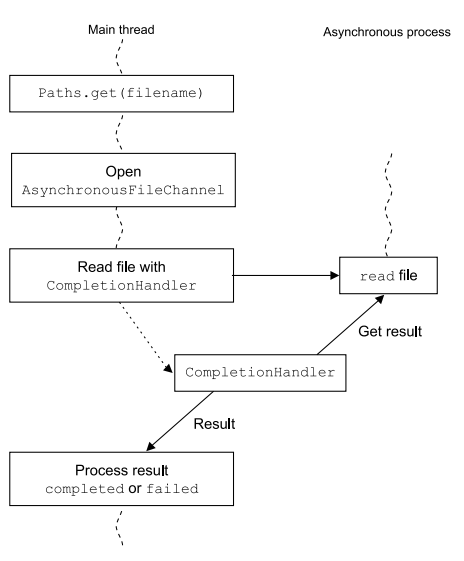 Main thread
Asynchronous process
Paths.get(filename)
Open
AsynchronousFileChannel
Read file with
CompletionHandler
read file
Get result
CompletionHandler
Result
Process result
completed or failed